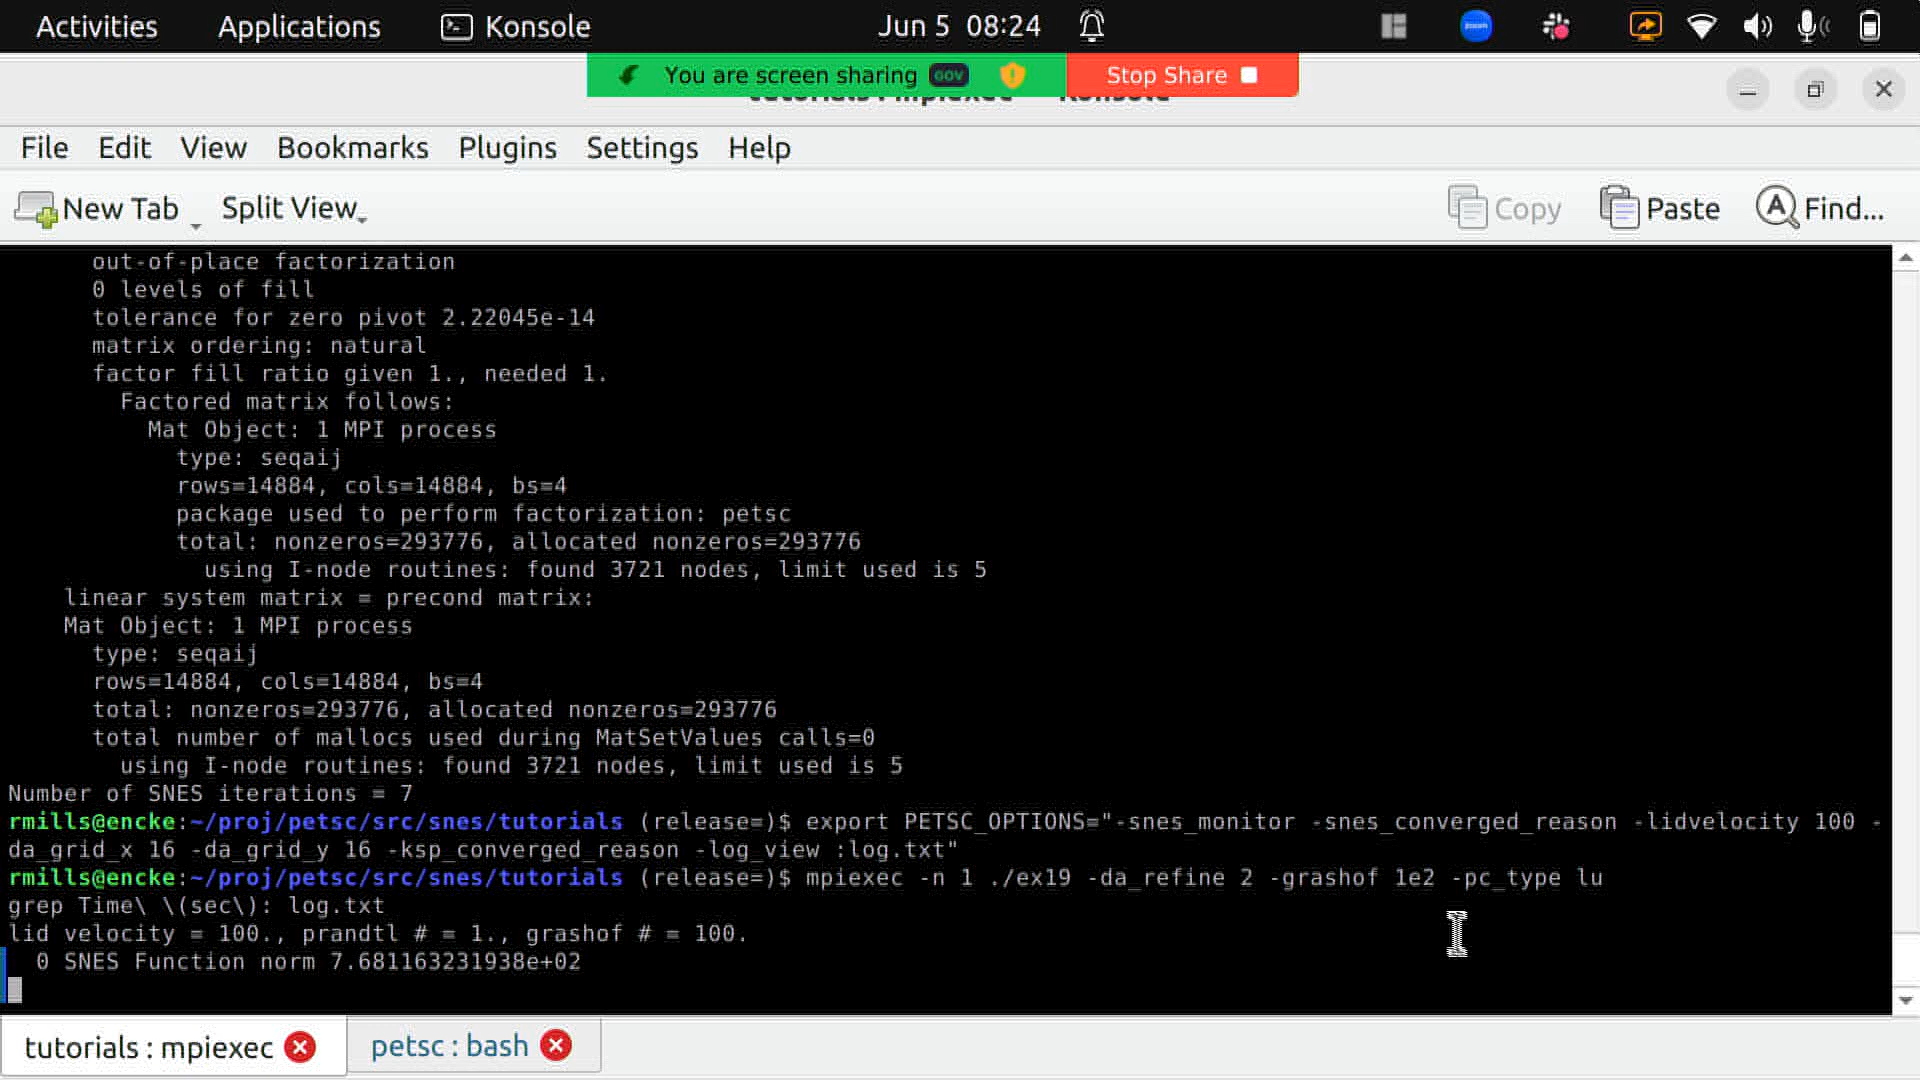 Activities Applications Konsole Jun 5 08:24 zoom
You are screen sharing GOV Stop Share
File Edit View Bookmarks Plugins Settings Help
New Tab Split View Copy Paste Find...
out-of-place factorization
0 levels of fill
tolerance for zero pivot 2.22045e-14
matrix ordering: natural
factor fill ratio given 1., needed 1.
Factored matrix follows:
Mat Object: 1 MPI process
type: seqaij
rows=14884, cols=14884, bs=4
package used to perform factorization: petsc
total: nonzeros=293776, allocated nonzeros=293776
using I-node routines: found 3721 nodes, limit used is 5
linear system matrix = precond matrix:
Mat Object: 1 MPI process
type: seqaij
rows=14884, cols=14884, bs=4
total: nonzeros=293776, allocated nonzeros=293776
total number of mallocs used during MatSetValues calls=0
using I-node routines: found 3721 nodes, limit used is 5
Number of SNES iterations = 7
rmills@encke:~/proj/petsc/src/snes/tutorials (release=)$ export PETSC_OPTIONS="-snes_monitor -snes_converged_reason -lidvelocity 100 -
da_grid_x 16 -da_grid_y 16 -ksp_converged_reason -log_view :log.txt"
rmills@encke:~/proj/petsc/src/snes/tutorials (release=)$ mpiexec -n 1 ./ex19 -da_refine 2 -grashof 1e2 -pc_type lu
grep Time\ \(sec\): log.txt
lid velocity = 100., prandtl # = 1., grashof # = 100.
0 SNES Function norm 7.681163231938e+02
tutorials : mpiexec petsc : bash